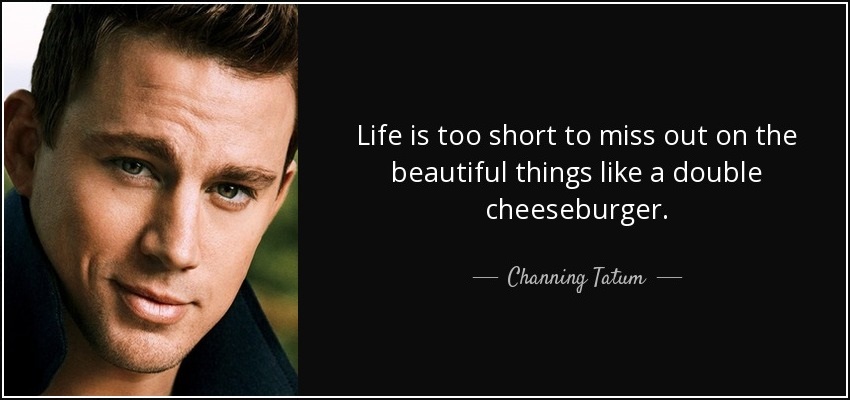 Life is too short to miss out on the
beautiful things like a double
cheeseburger.
Channing Tatum